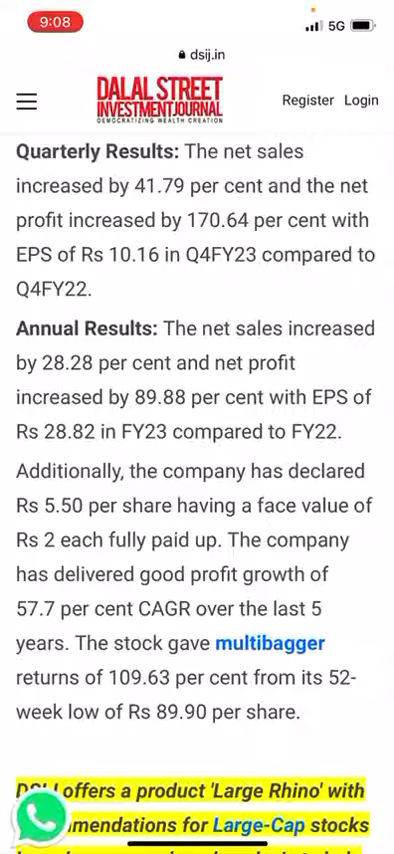 9:08
5G
dsij.in
DALAL STREET
INVESTMENT JOURNAL
DEMOCRATIZING WEALTH CREATION
Register Login
Quarterly Results: The net sales
increased by 41.79 per cent and the net
profit increased by 170.64 per cent with
EPS of Rs 10.16 in Q4FY23 compared to
Q4FY22.
Annual Results: The net sales increased
by 28.28 per cent and net profit
increased by 89.88 per cent with EPS of
Rs 28.82 in FY23 compared to FY22.
Additionally, the company has declared
Rs 5.50 per share having a face value of
Rs 2 each fully paid up. The company
has delivered good profit growth of
57.7 per cent CAGR over the last 5
years. The stock gave multibagger
returns of 109.63 per cent from its 52-
week low of Rs 89.90 per share.
offers a product 'Large Rhino' with
mendations for Large-Cap stocks